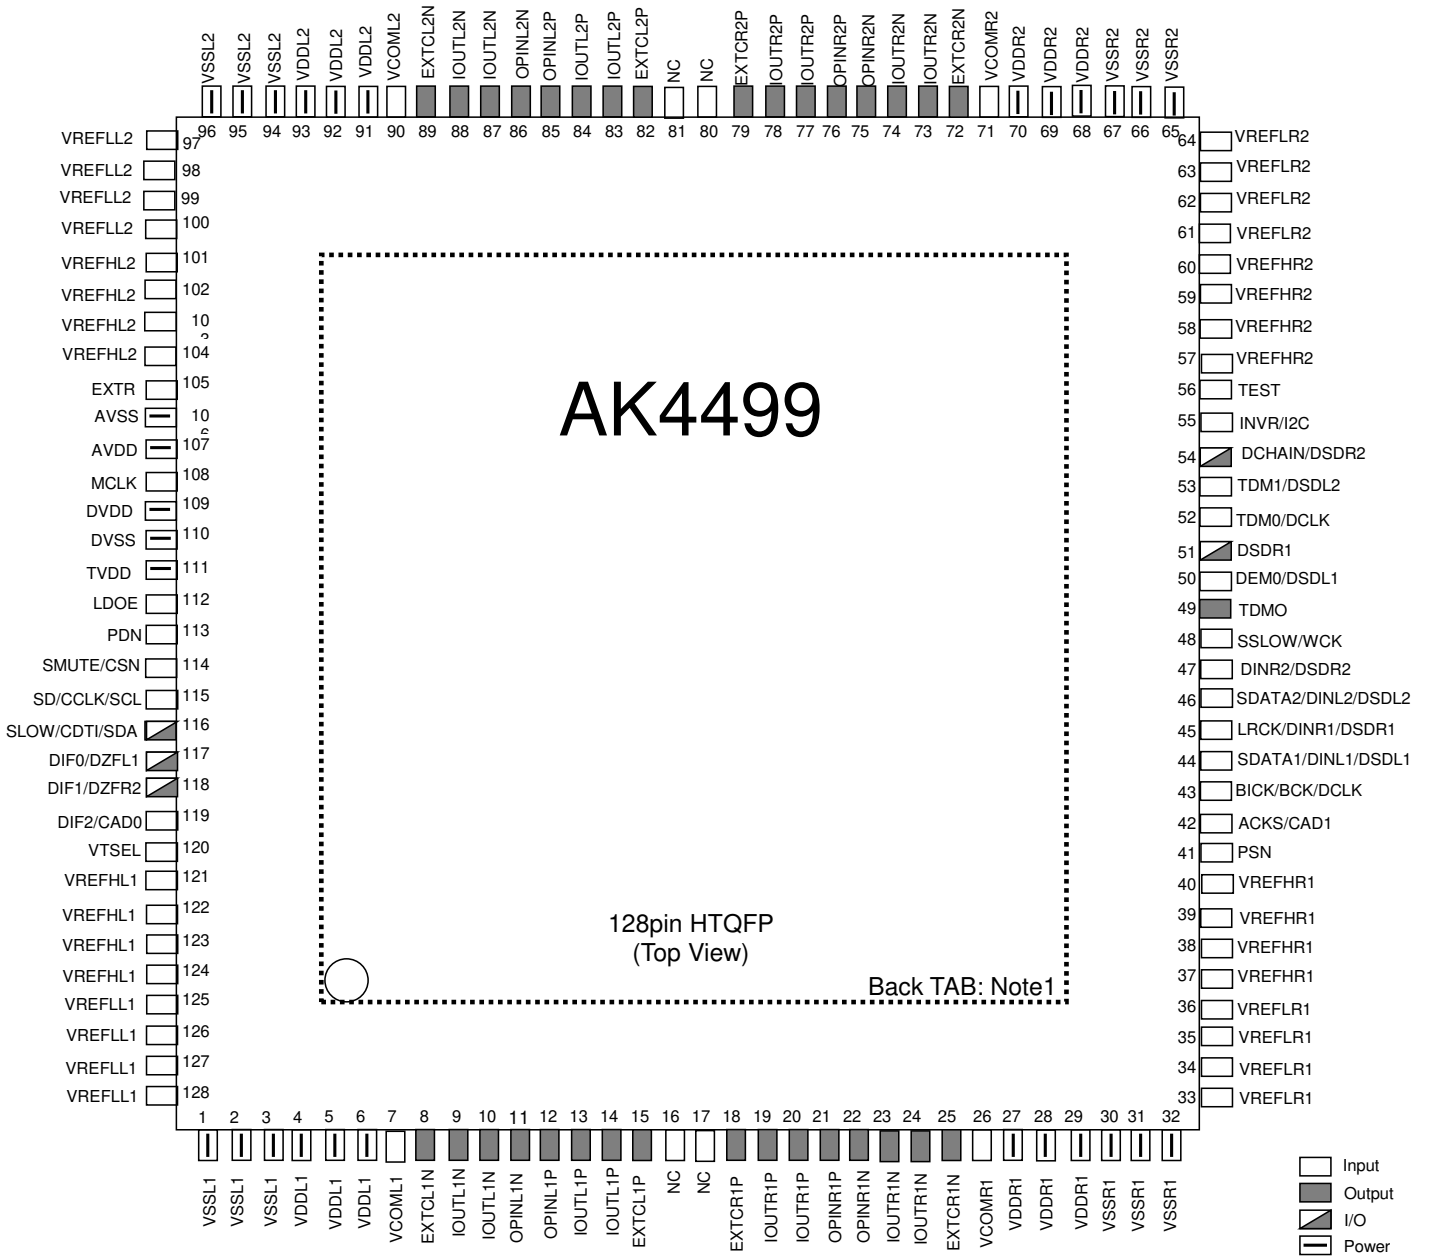 VSSL2
VSSL2
VSSL2
VDDL2
VDDL2
VDDL2
VCOML2
EXTCL2N
IOUTL2N
IOUTL2N
OPINL2N
OPINL2P
IOUTL2P
IOUTL2P
EXTCL2P
NC
NC
EXTCR2P
IOUTR2P
IOUTR2P
OPINR2P
OPINR2N
IOUTR2N
IOUTR2N
EXTCR2N
VCOMR2
VDDR2
VDDR2
VDDR2
VSSR2
VSSR2
VSSR2
96 95 94 93 92 91 90 89 88 87 86 85 84 83 82 81 80 79 78 77 76 75 74 73 72 71 70 69 68 67 66 65
VREFLL2 97
VREFLL2 98
VREFLL2 99
VREFLL2 100
VREFHL2 101
VREFHL2 102
VREFHL2 10
VREFHL2 104
EXTR 105
AVSS 10
AVDD 107
MCLK 108
DVDD 109
DVSS 110
TVDD 111
LDOE 112
PDN 113
SMUTE/CSN 114
SD/CCLK/SCL 115
SLOW/CDTI/SDA 116
DIF0/DZFL1 117
DIF1/DZFR2 118
DIF2/CAD0 119
VTSEL 120
VREFHL1 121
VREFHL1 122
VREFHL1 123
VREFHL1 124
VREFLL1 125
VREFLL1 126
VREFLL1 127
VREFLL1 128
AK4499
128pin HTQFP
(Top View)
Back TAB: Note1
64 VREFLR2
63 VREFLR2
62 VREFLR2
61 VREFLR2
60 VREFHR2
59 VREFHR2
58 VREFHR2
57 VREFHR2
56 TEST
55 INVR/I2C
54 DCHAIN/DSDR2
53 TDM1/DSDL2
52 TDM0/DCLK
51 DSDR1
50 DEM0/DSDL1
49 TDMO
48 SSLOW/WCK
47 DINR2/DSDR2
46 SDATA2/DINL2/DSDL2
45 LRCK/DINR1/DSDR1
44 SDATA1/DINL1/DSDL1
43 BICK/BCK/DCLK
42 ACKS/CAD1
41 PSN
40 VREFHR1
39 VREFHR1
38 VREFHR1
37 VREFHR1
36 VREFLR1
35 VREFLR1
34 VREFLR1
33 VREFLR1
1 2 3 4 5 6 7 8 9 10 11 12 13 14 15 16 17 18 19 20 21 22 23 24 25 26 27 28 29 30 31 32
VSSL1
VSSL1
VSSL1
VDDL1
VDDL1
VDDL1
VCOML1
EXTCL1N
IOUTL1N
IOUTL1N
OPINL1N
OPINL1P
IOUTL1P
IOUTL1P
EXTCL1P
NC
NC
EXTCR1P
IOUTR1P
IOUTR1P
OPINR1P
OPINR1N
IOUTR1N
IOUTR1N
EXTCR1N
VCOMR1
VDDR1
VDDR1
VDDR1
VSSR1
VSSR1
VSSR1
Input
Output
I/O
Power